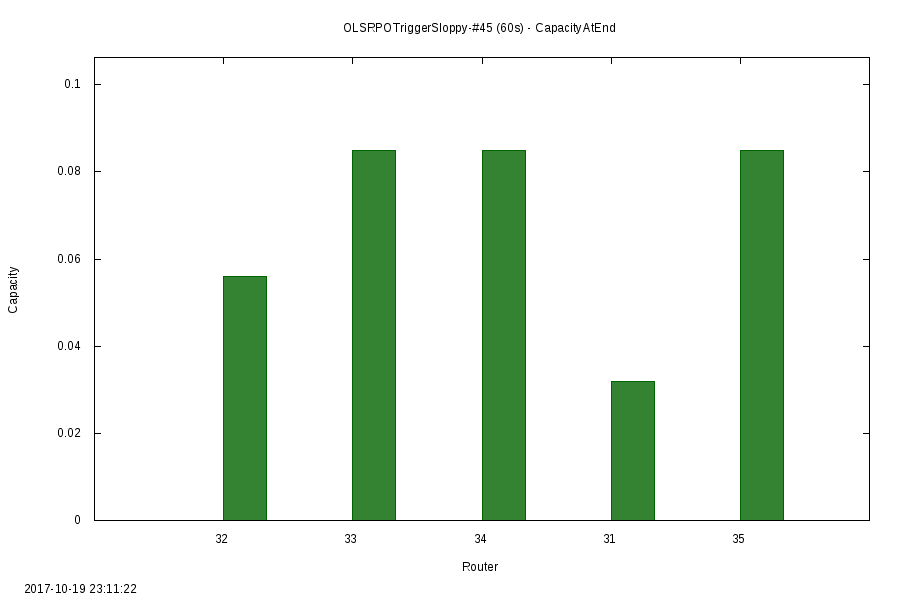 OLSRPOTriggerSloppy-#45 (60s) - CapacityAtEnd
0.1
0.08
0.06
0.04
0.02
0
Capacity
32 33 34 31 35
Router
2017-10-19 23:11:22